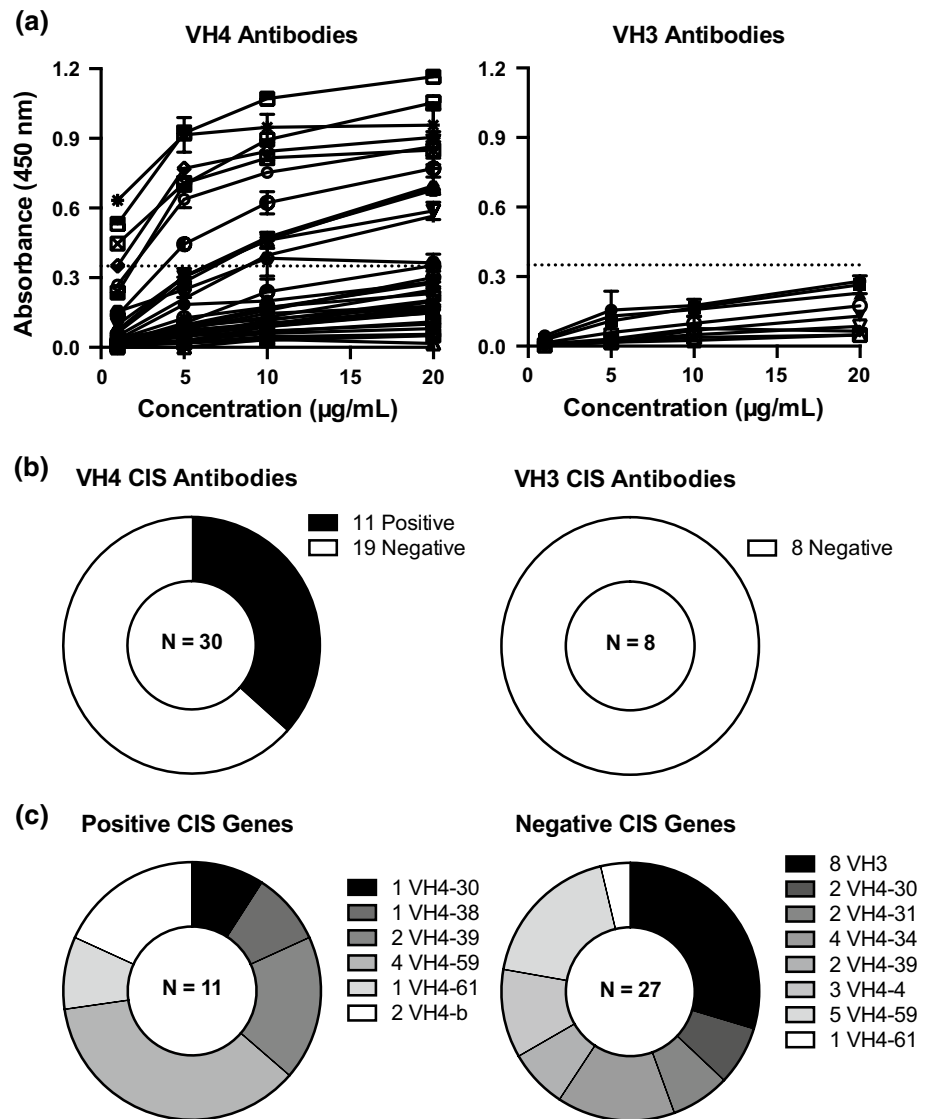 (a)
VH4 Antibodies
VH3 Antibodies
Absorbance (450 nm)
1.2
0.9
0.6
0.3
0.0
0 5 10 15 20
Concentration (µg/mL)
1.2
0.9
0.6
0.3
0.0
0 5 10 15 20
Concentration (µg/mL)
(b)
VH4 CIS Antibodies
11 Positive
19 Negative
N = 30
VH3 CIS Antibodies
8 Negative
N = 8
(c)
Positive CIS Genes
1 VH4-30
1 VH4-38
2 VH4-39
4 VH4-59
1 VH4-61
2 VH4-b
N = 11
Negative CIS Genes
8 VH3
2 VH4-30
2 VH4-31
4 VH4-34
2 VH4-39
3 VH4-4
5 VH4-59
1 VH4-61
N = 27